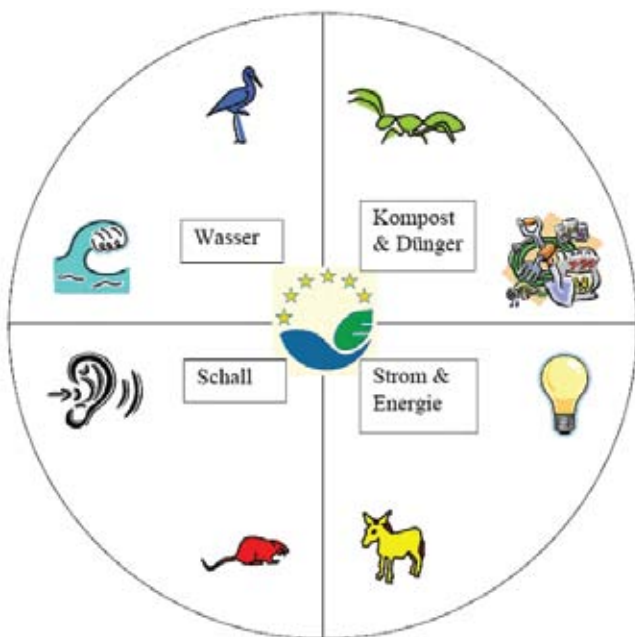 Wasser
Kompost
& Dünger
Schall
Strom &
Energie